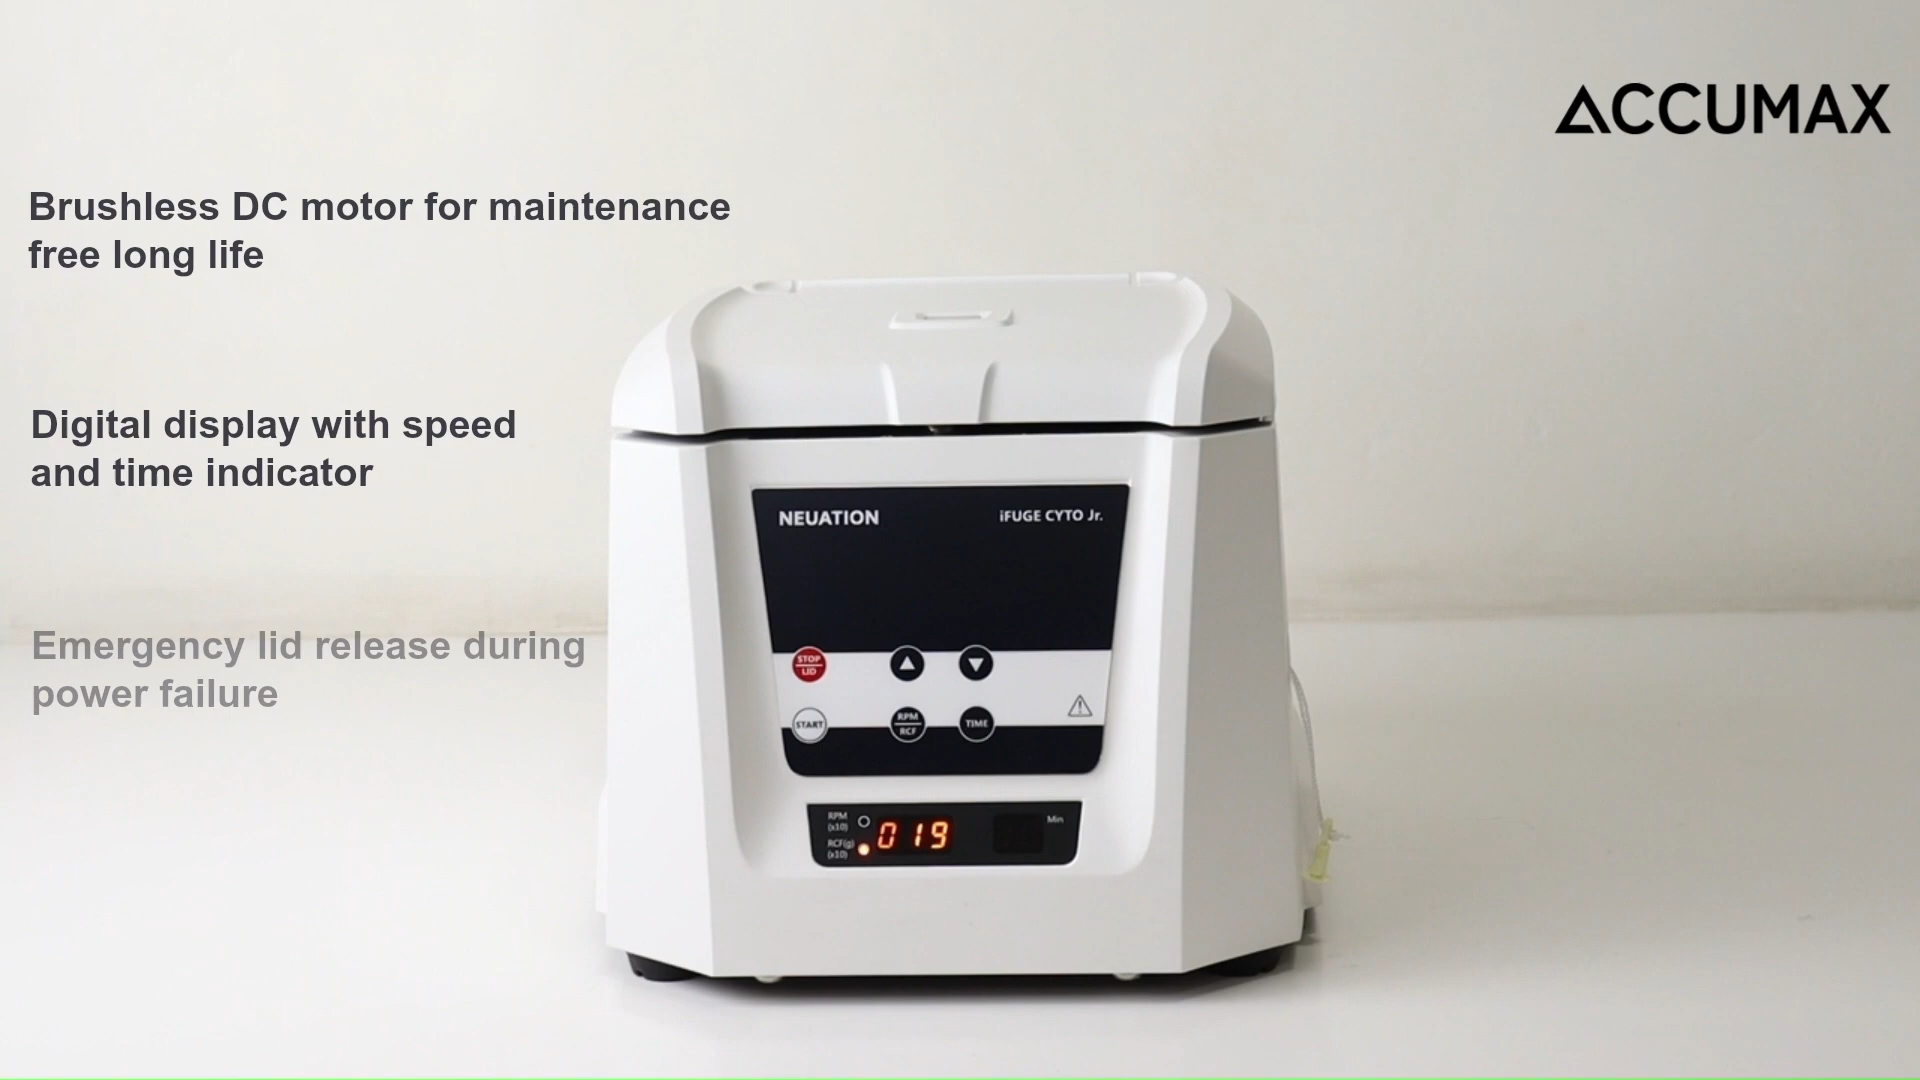 ACCUMAX
Brushless DC motor for maintenance
free long life
Digital display with speed
and time indicator
Emergency lid release during
power failure
NEUATION
iFUGE CYTO Jr.
STOP
LID
START
RPM
RCF
TIME
RPM
(x10)
RCF(g)
(x10)
019
Min